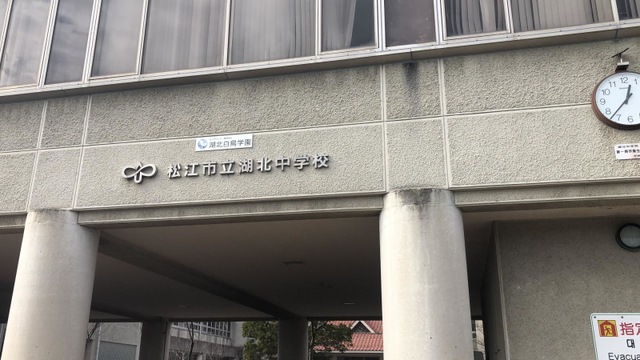 湖北白鳥学園
松江市立湖北中学校
指定
Evacu